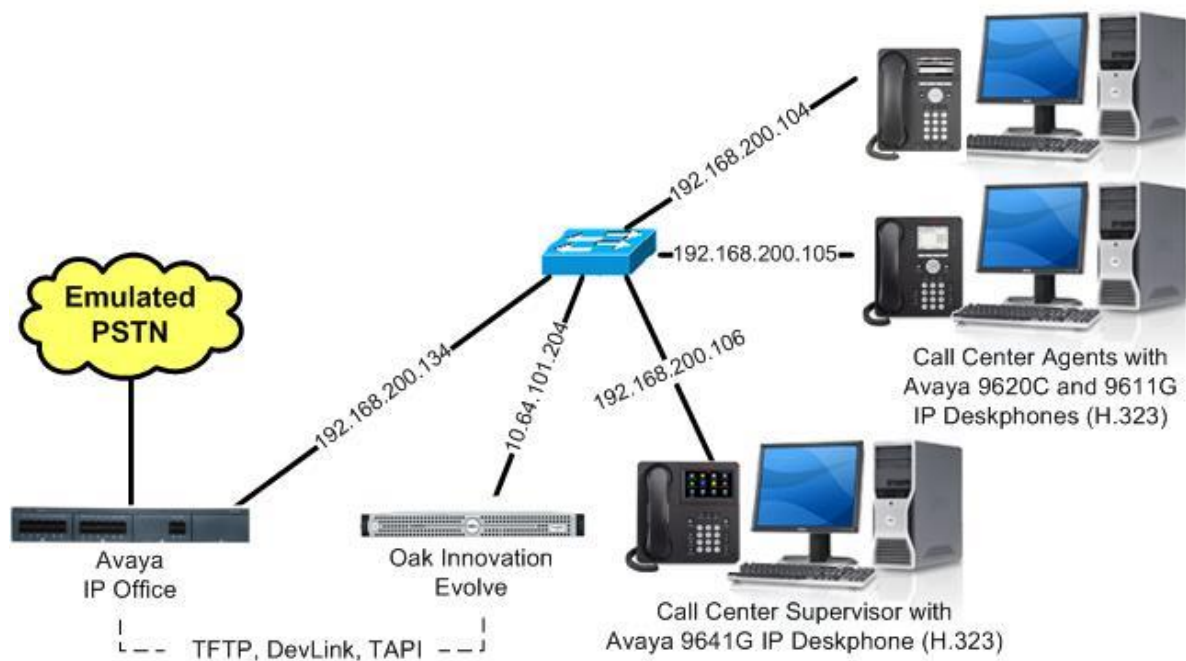 192.168.200.104
Emulated
PSTN
192.168.200.105
192.168.200.134
10.64.101.204
192.168.200.106
Call Center Agents with
Avaya 9620C and 9611G
IP Deskphones (H.323)
Avaya
IP Office
Oak Innovation
Evolve
Call Center Supervisor with
Avaya 9641G IP Deskphone (H.323)
TFTP, DevLink, TAPI